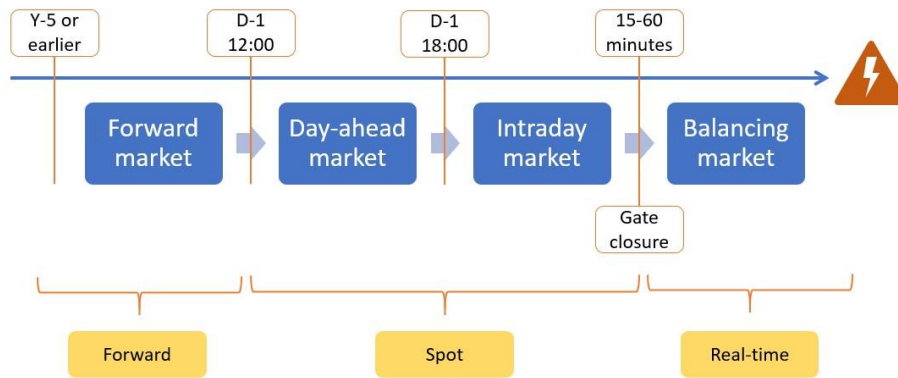 Y-5 or
earlier
D-1
12:00
D-1
18:00
15-60
minutes
Forward
market
Day-ahead
market
Intraday
market
Balancing
market
Gate
closure
Forward
Spot
Real-time